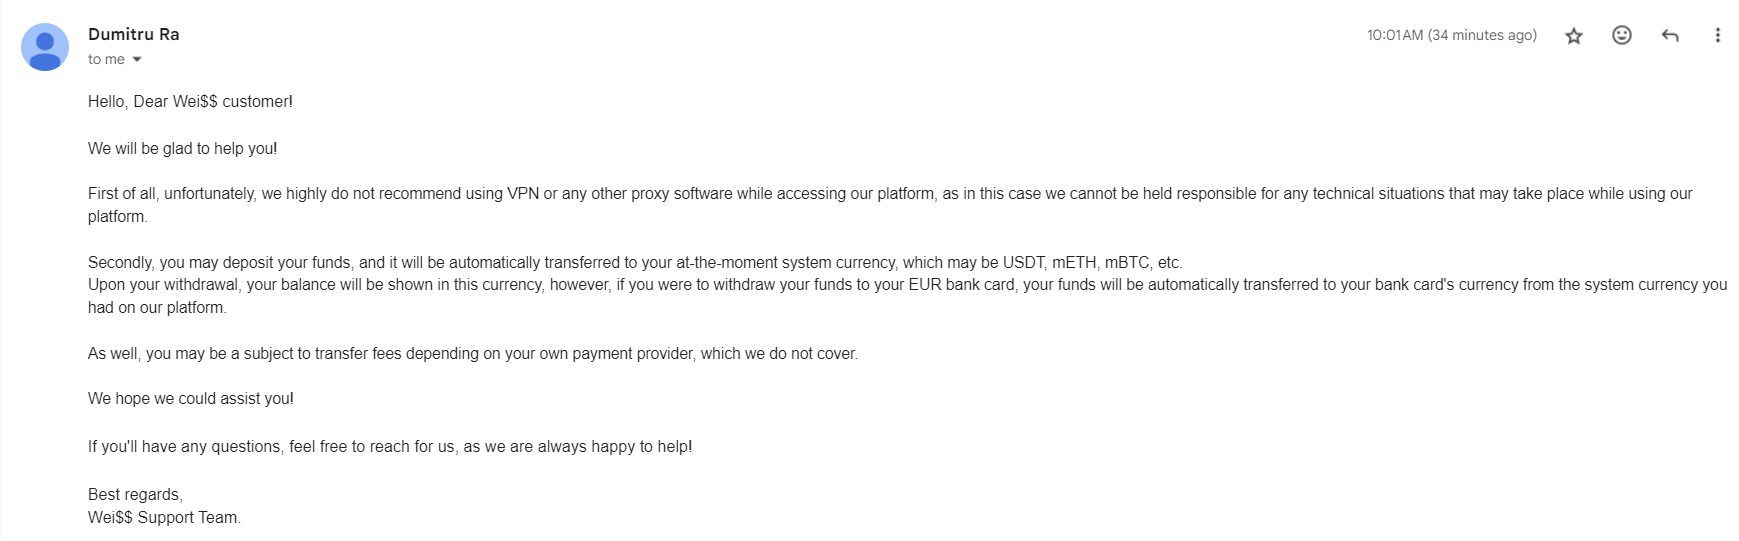 Dumitru Ra
10:01 AM (34 minutes ago)
to me
Hello, Dear Wei$$ customer!
We will be glad to help you!
First of all, unfortunately, we highly do not recommend using VPN or any other proxy software while accessing our platform, as in this case we cannot be held responsible for any technical situations that may take place while using our
platform.
Secondly, you may deposit your funds, and it will be automatically transferred to your at-the-moment system currency, which may be USDT, mETH, mBTC, etc.
Upon your withdrawal, your balance will be shown in this currency, however, if you were to withdraw your funds to your EUR bank card, your funds will be automatically transferred to your bank card's currency from the system currency you
had on our platform.
As well, you may be a subject to transfer fees depending on your own payment provider, which we do not cover.
We hope we could assist you!
If you'll have any questions, feel free to reach for us, as we are always happy to help!
Best regards,
Wei$$ Support Team.